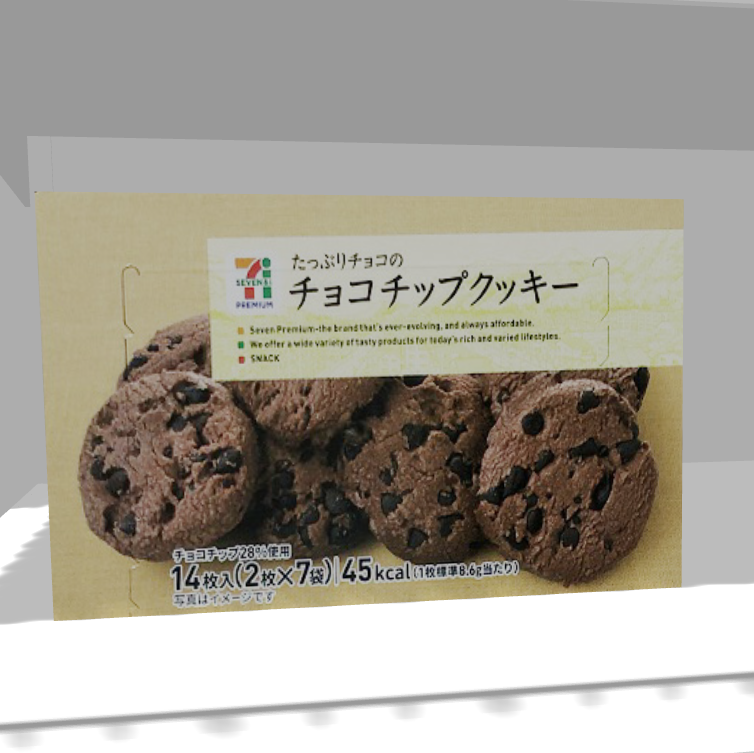 SEVEN&i
PREMIUM
たっぷりチョコの
チョコチップクッキー
Seven Premium-the brand that's ever-evolving, and always affordable.
We offer a wide variety of tasty products for today's rich and varied lifestyles.
SNACK
チョコチップ28%使用
14枚入(2枚×7袋)|45kcal(1枚標準8.6g当たり)
写真はイメージです